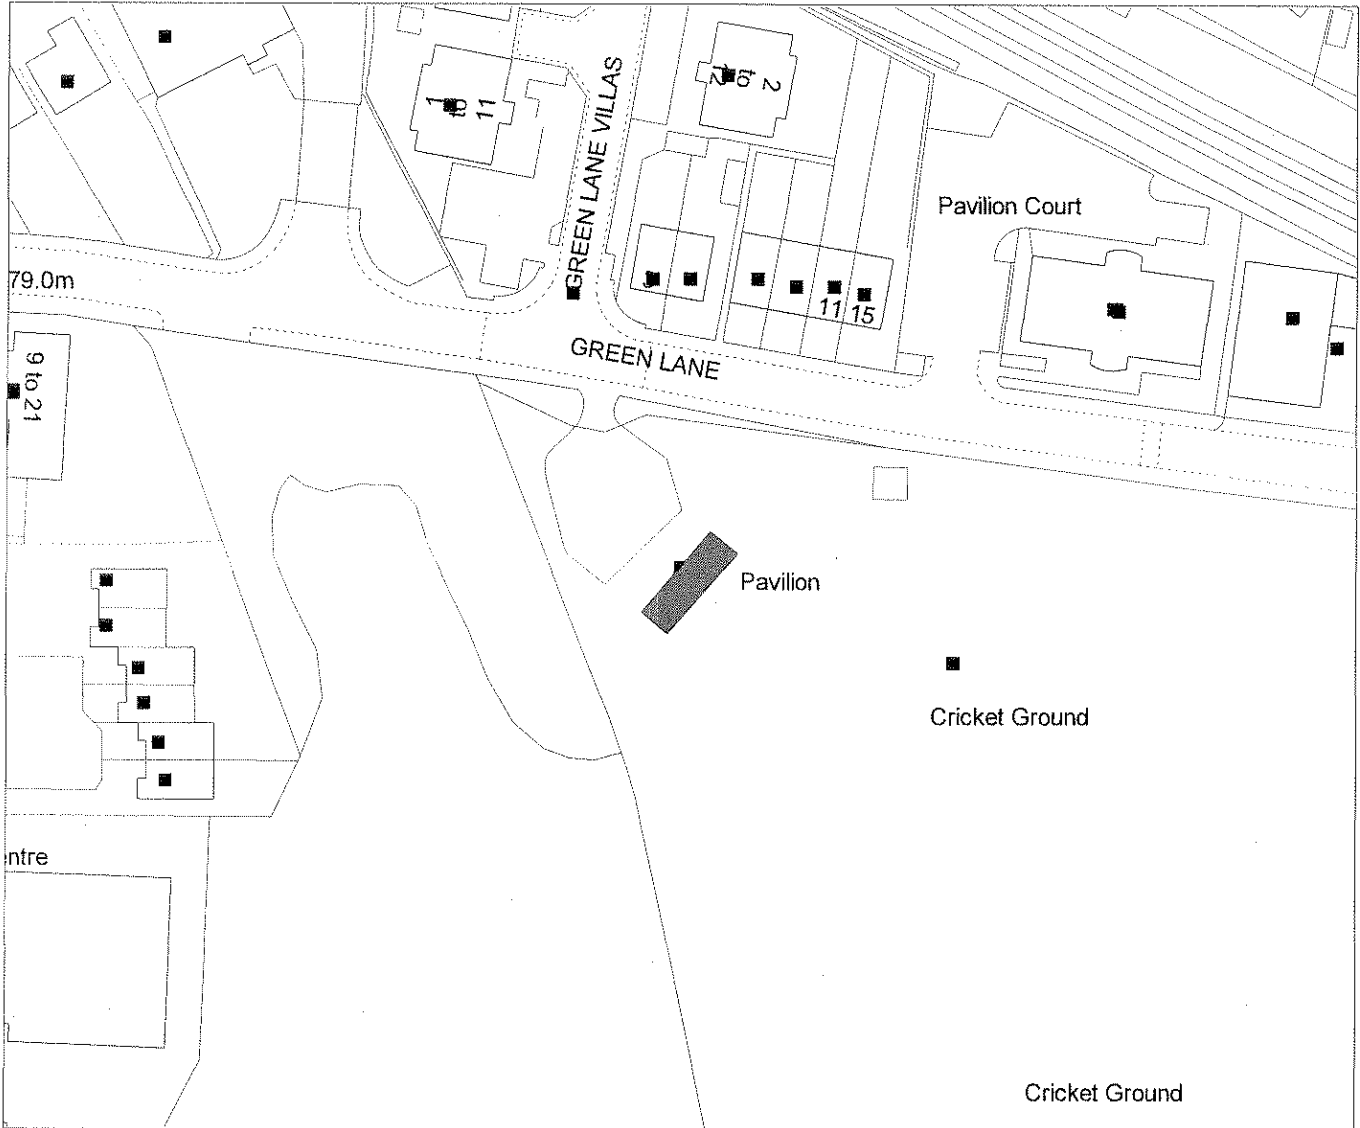 1
to
11
GREEN LANE VILLAS
12
to
2
Pavilion Court
79.0m
11
15
GREEN LANE
9 to 21
Pavilion
Cricket Ground
entre
Cricket Ground